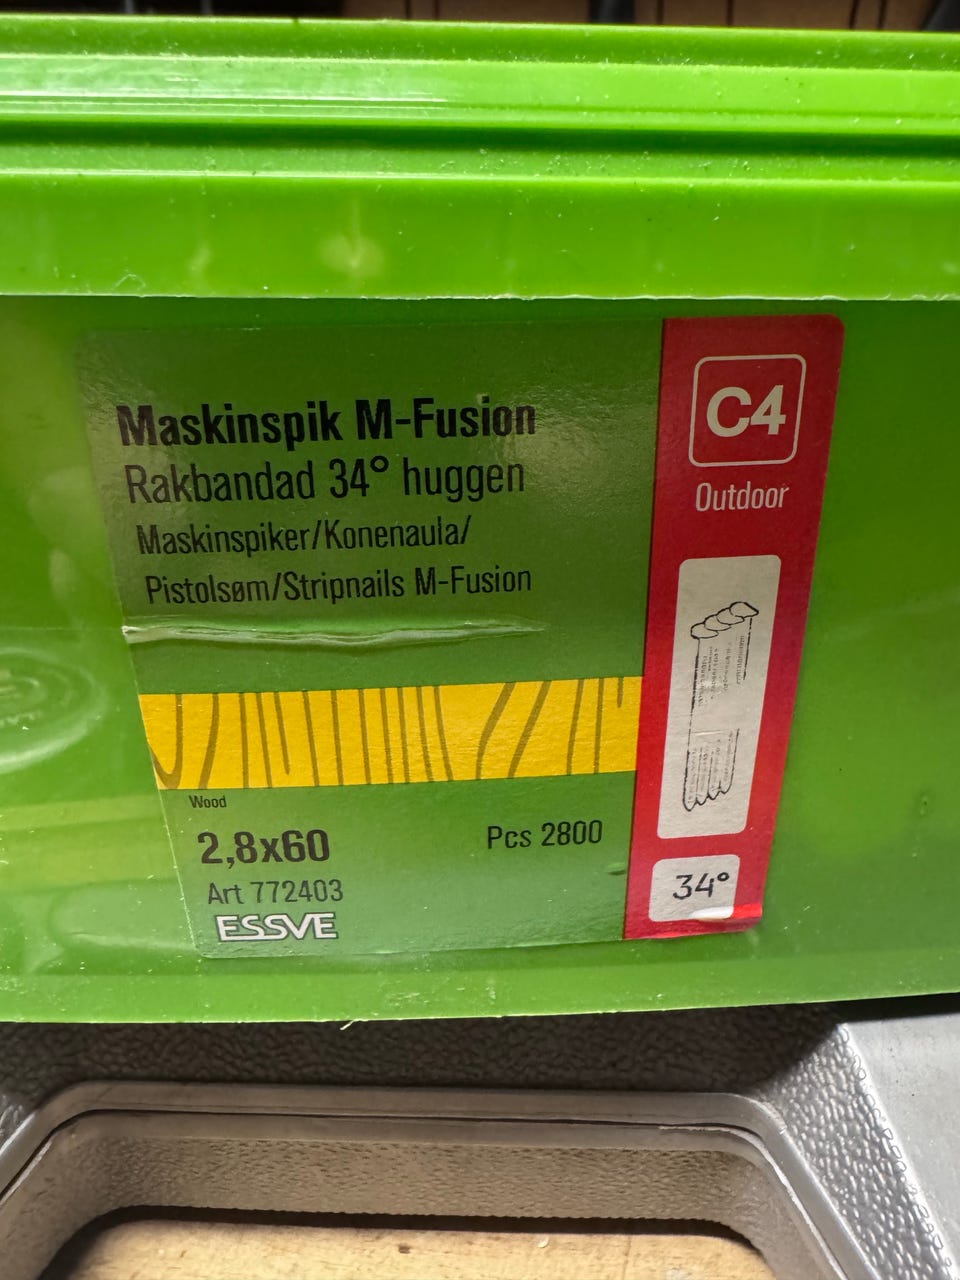 Maskinspik M-Fusion
Rakbandad 34° huggen
Maskinspiker/Konenaula/
Pistolsøm/Stripnails M-Fusion
Wood
2,8x60
Pcs 2800
Art 772403
ESSVE
C4
Outdoor
34°